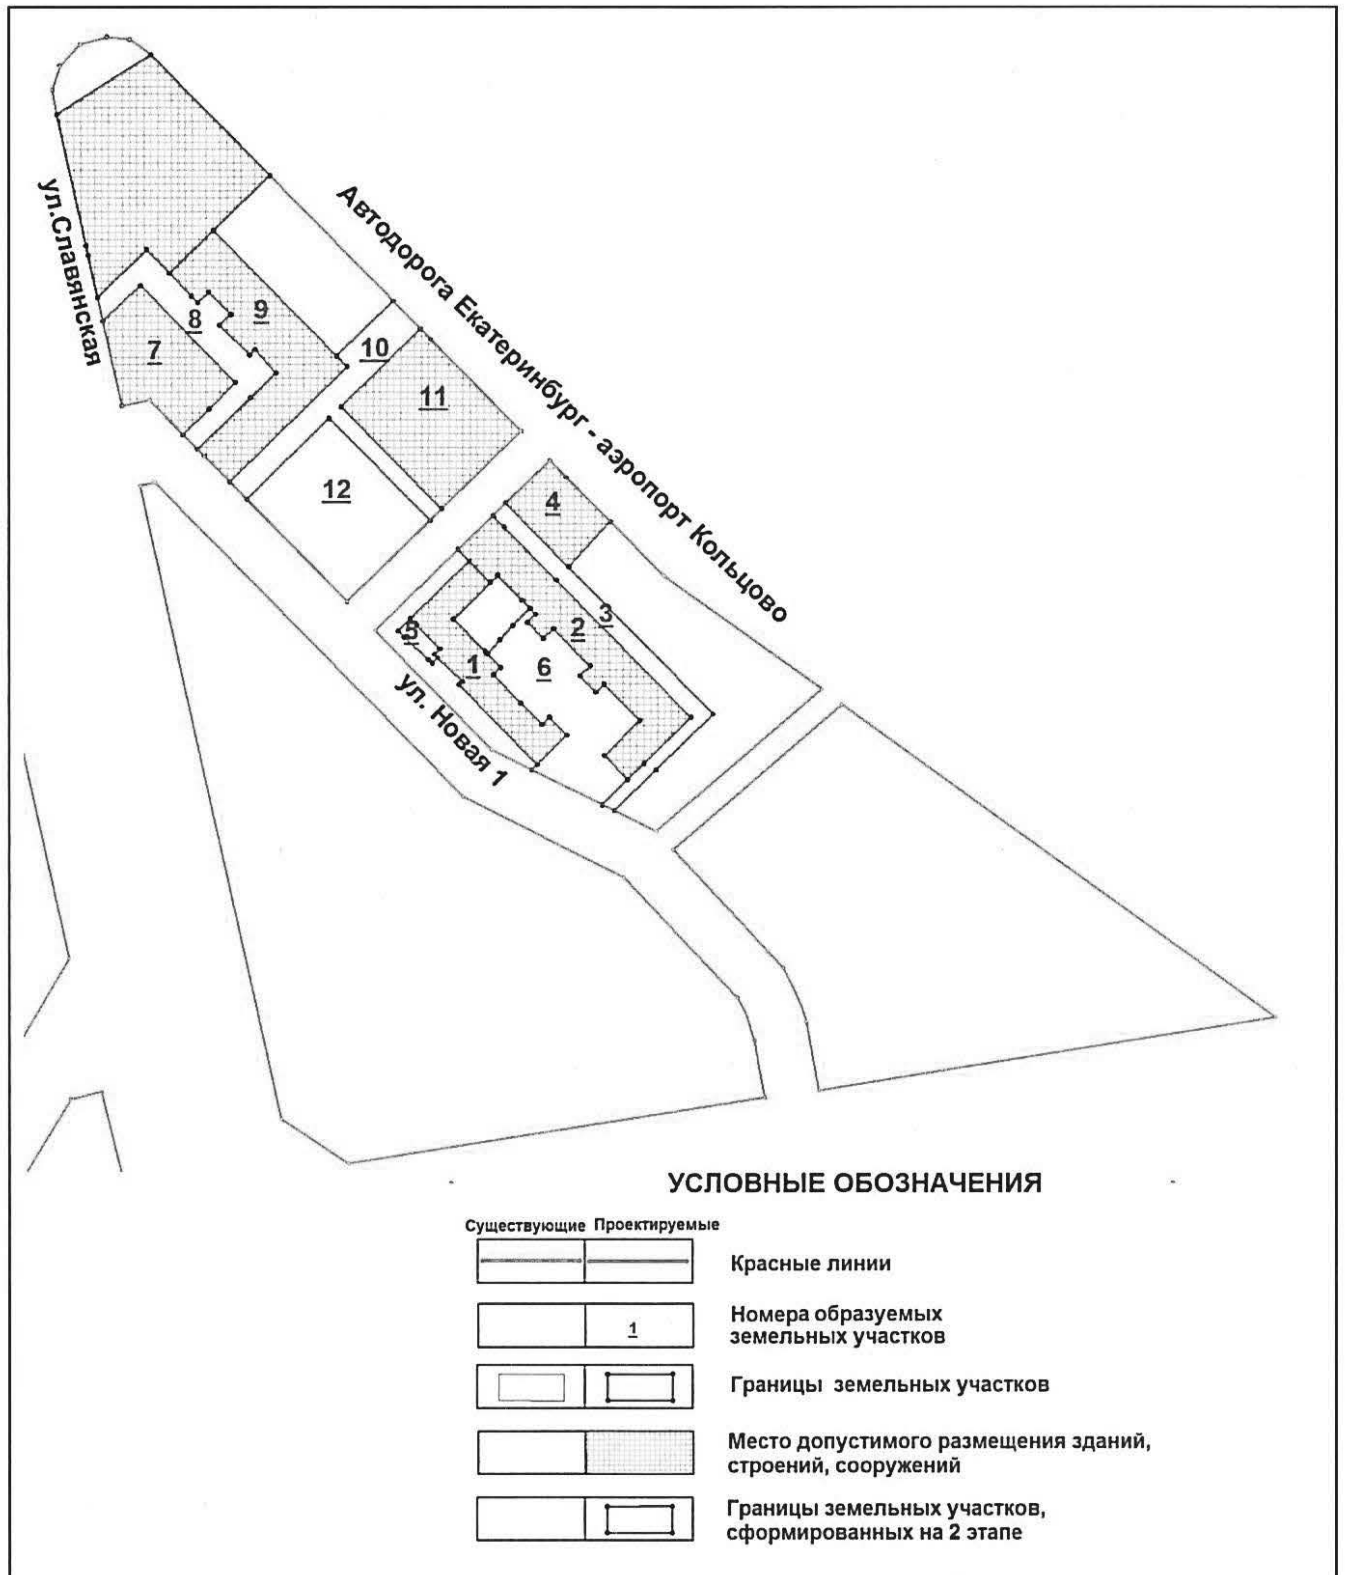 ул.Славянская
Автодорога Екатеринбург - аэропорт Кольцово
9
8
7
10
11
12
4
3
2
5
1
6
ул. Новая 1
УСЛОВНЫЕ ОБОЗНАЧЕНИЯ
Существующие Проектируемые
Красные линии
1
Номера образуемых
земельных участков
Границы земельных участков
Место допустимого размещения зданий,
строений, сооружений
Границы земельных участков,
сформированных на 2 этапе